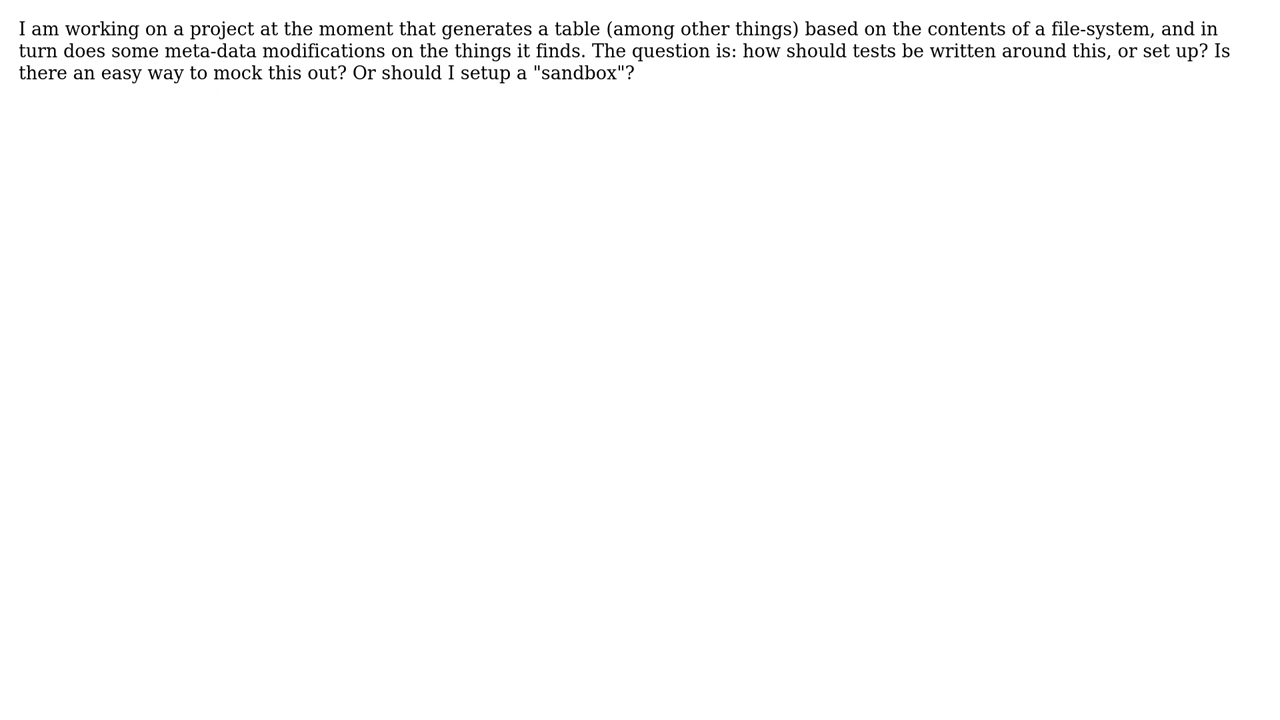 I am working on a project at the moment that generates a table (among other things) based on the contents of a file-system, and in
turn does some meta-data modifications on the things it finds. The question is: how should tests be written around this, or set up? Is
there an easy way to mock this out? Or should I setup a "sandbox"?